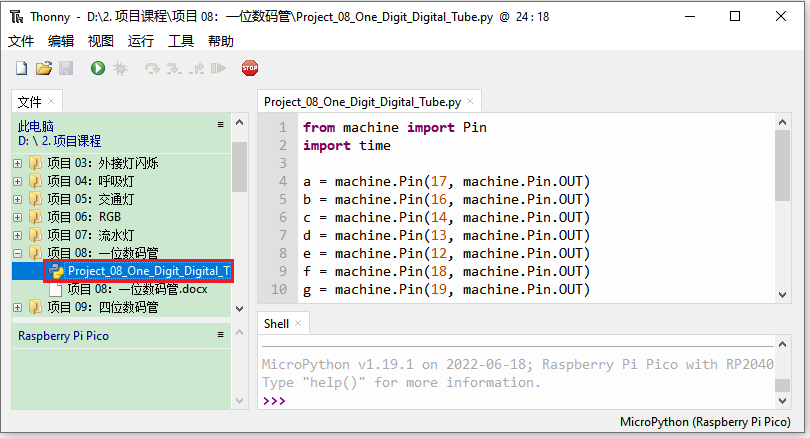 Thonny - D:\2. 项目课程\项目 08：一位数码管\Project_08_One_Digit_Digital_Tube.py @ 24 : 18
文件 编辑 视图 运行 工具 帮助
STOP
文件 ×
此电脑
D: \ 2. 项目课程
项目 03：外接灯闪烁
项目 04：呼吸灯
项目 05：交通灯
项目 06：RGB
项目 07：流水灯
项目 08：一位数码管
Project_08_One_Digit_Digital_T
项目 08：一位数码管.docx
项目 09：四位数码管
Raspberry Pi Pico
Project_08_One_Digit_Digital_Tube.py ×
1 from machine import Pin
2 import time
3
4 a = machine.Pin(17, machine.Pin.OUT)
5 b = machine.Pin(16, machine.Pin.OUT)
6 c = machine.Pin(14, machine.Pin.OUT)
7 d = machine.Pin(13, machine.Pin.OUT)
8 e = machine.Pin(12, machine.Pin.OUT)
9 f = machine.Pin(18, machine.Pin.OUT)
10 g = machine.Pin(19, machine.Pin.OUT)
Shell ×
MicroPython v1.19.1 on 2022-06-18; Raspberry Pi Pico with RP2040
Type "help()" for more information.
>>>
MicroPython (Raspberry Pi Pico)